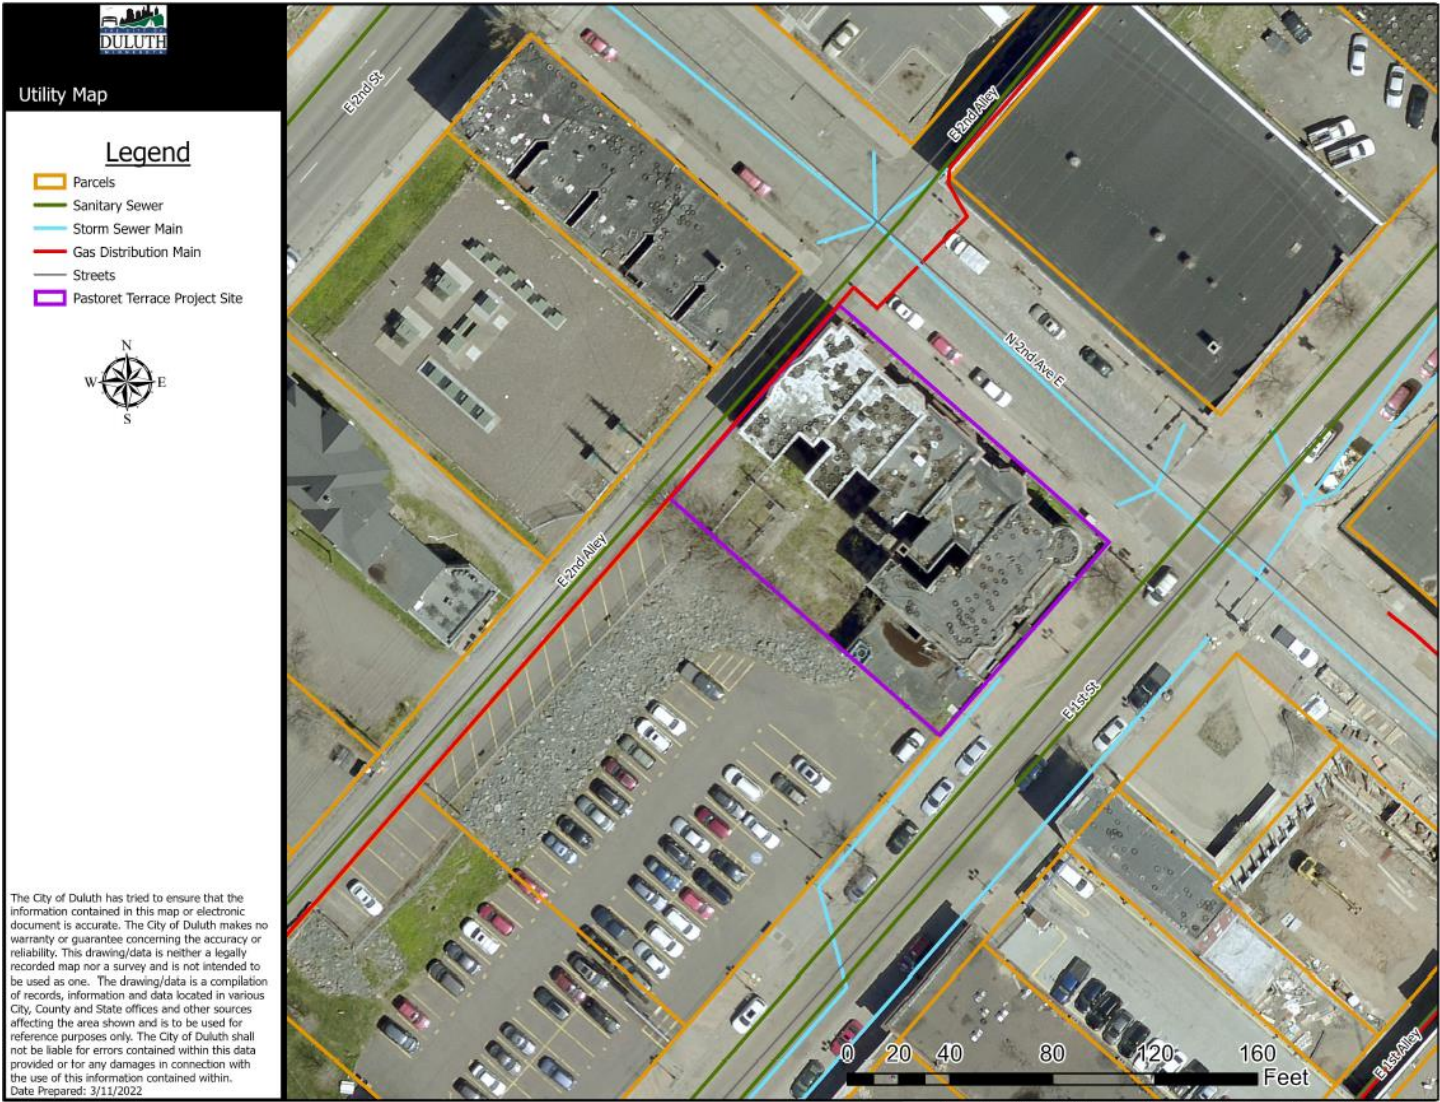 THE CITY OF
DULUTH
MINNESOTA
Utility Map
Legend
Parcels
Sanitary Sewer
Storm Sewer Main
Gas Distribution Main
Streets
Pastoret Terrace Project Site
N
W
E
S
The City of Duluth has tried to ensure that the
information contained in this map or electronic
document is accurate. The City of Duluth makes no
warranty or guarantee concerning the accuracy or
reliability. This drawing/data is neither a legally
recorded map nor a survey and is not intended to
be used as one. The drawing/data is a compilation
of records, information and data located in various
City, County and State offices and other sources
affecting the area shown and is to be used for
reference purposes only. The City of Duluth shall
not be liable for errors contained within this data
provided or for any damages in connection with
the use of this information contained within.
Date Prepared: 3/11/2022
E 2nd St
E 2nd Alley
N 2nd Ave E
E 2nd Alley
E 1st St
E 1st Alley
0 20 40 80 120 160
Feet